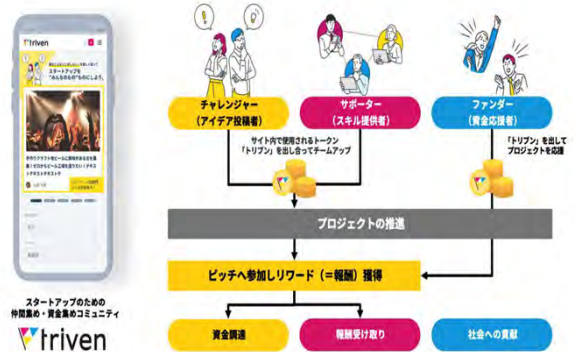 triven
スタートアップを
"みんなのもの"にしよう。
チャレンジャー
(アイデア投稿者)
サポーター
(スキル提供者)
ファンダー
(資金応援者)
サイト内で使用されるトークン
「トリブン」を出し合ってチームアップ
「トリブン」を出して
プロジェクトを応援
プロジェクトの推進
ピッチへ参加しリワード(=報酬)獲得
資金調達
報酬受け取り
社会への貢献
スタートアップのための
仲間集め・資金集めコミュニティ
triven